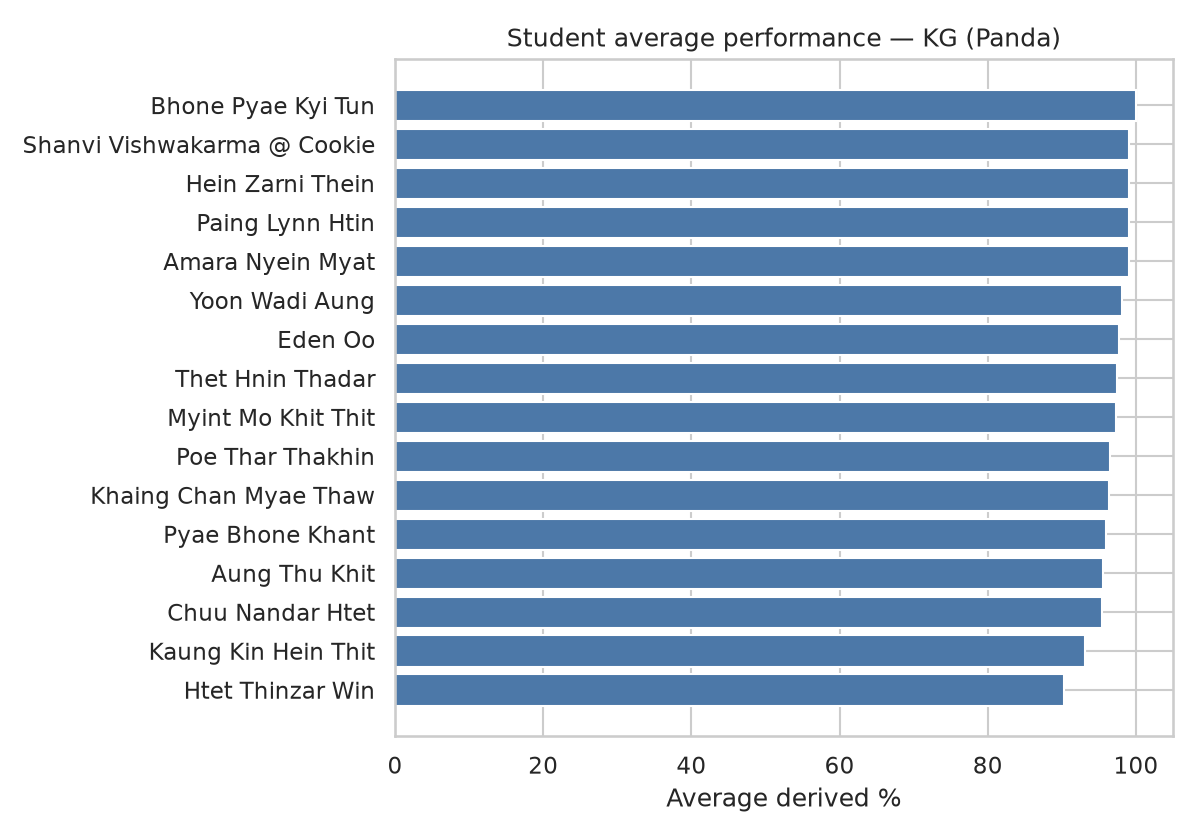 Student average performance — KG (Panda)
Bhone Pyae Kyi Tun
Shanvi Vishwakarma @ Cookie
Hein Zarni Thein
Paing Lynn Htin
Amara Nyein Myat
Yoon Wadi Aung
Eden Oo
Thet Hnin Thadar
Myint Mo Khit Thit
Poe Thar Thakhin
Khaing Chan Myae Thaw
Pyae Bhone Khant
Aung Thu Khit
Chuu Nandar Htet
Kaung Kin Hein Thit
Htet Thinzar Win
0 20 40 60 80 100
Average derived %